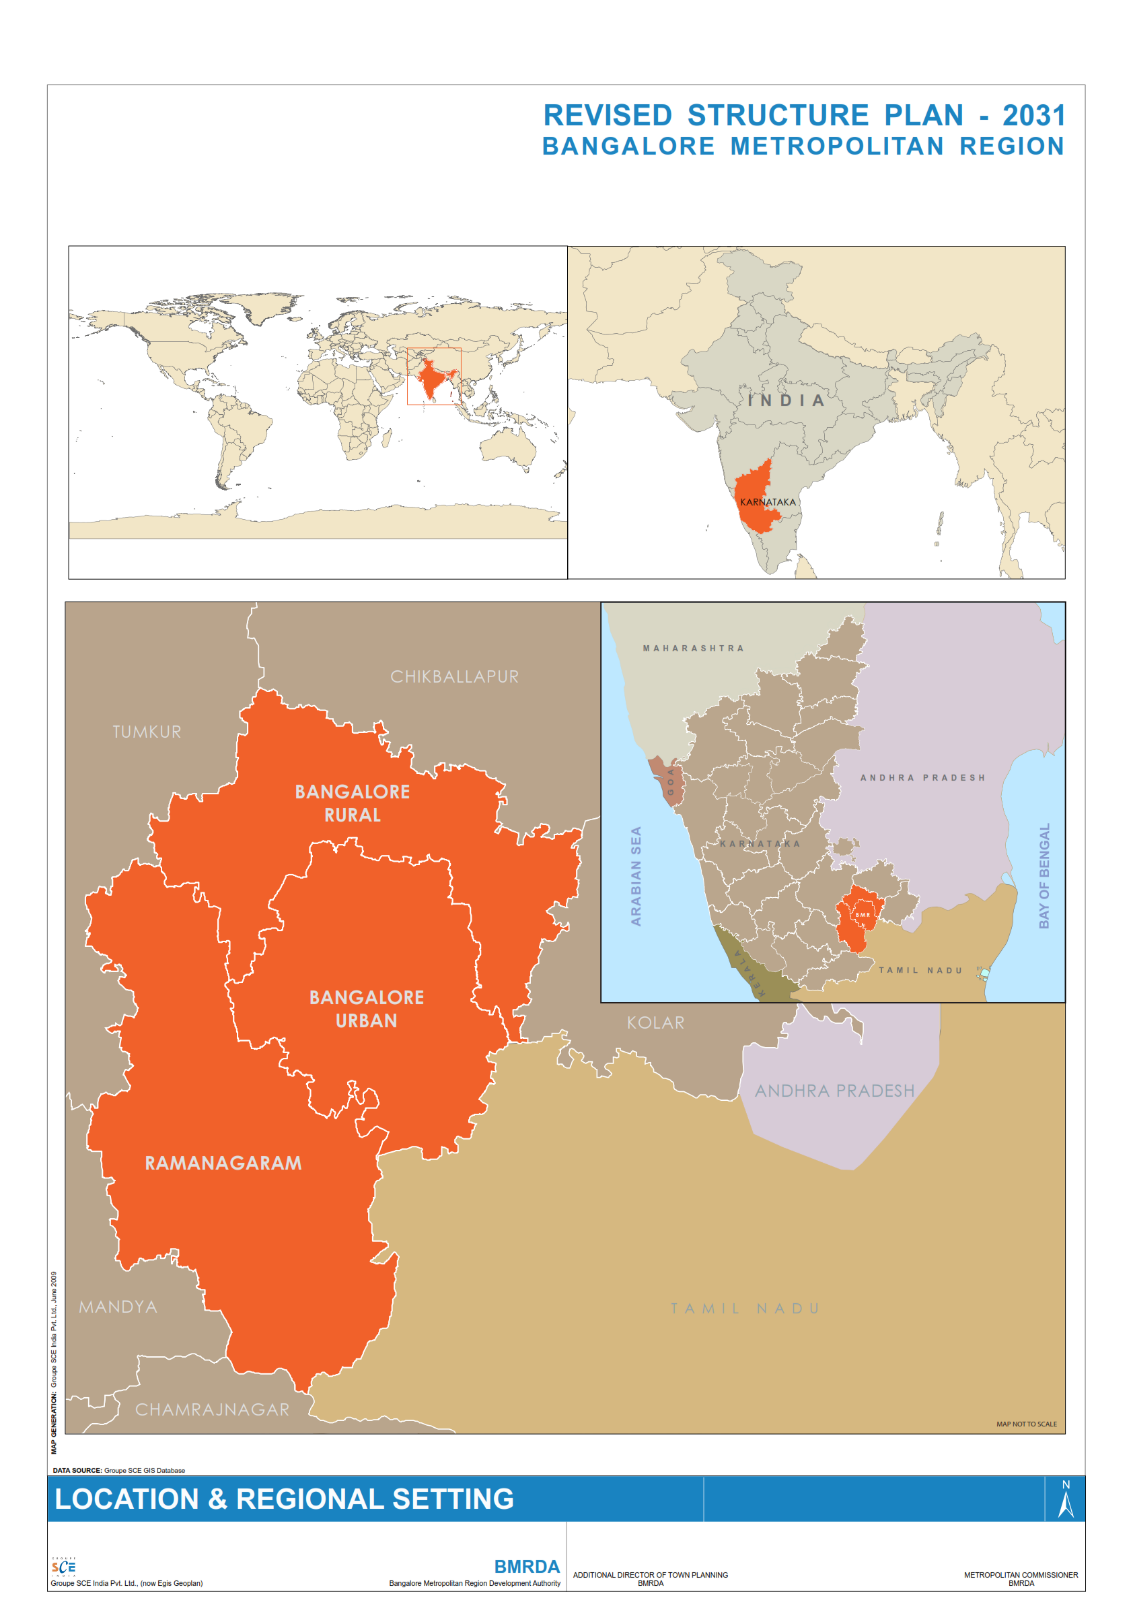 REVISED STRUCTURE PLAN - 2031
BANGALORE METROPOLITAN REGION
INDIA
KARNATAKA
CHIKBALLAPUR
TUMKUR
BANGALORE
RURAL
BANGALORE
URBAN
RAMANAGARAM
MANDYA
CHAMRAJNAGAR
KOLAR
ANDHRA PRADESH
TAMIL NADU
MAP NOT TO SCALE
MAHARASHTRA
GOA
ANDHRA PRADESH
KARNATAKA
ARABIAN SEA
BAY OF BENGAL
BMR
KERALA
TAMIL NADU
MAP GENERATION: Groupe SCE India Pvt. Ltd., June 2009
DATA SOURCE: Groupe SCE GIS Database
LOCATION & REGIONAL SETTING
N
GROUPE
SCE
INDIA
Groupe SCE India Pvt. Ltd., (now Egis Geoplan)
BMRDA
Bangalore Metropolitan Region Development Authority
ADDITIONAL DIRECTOR OF TOWN PLANNING
BMRDA
METROPOLITAN COMMISSIONER
BMRDA